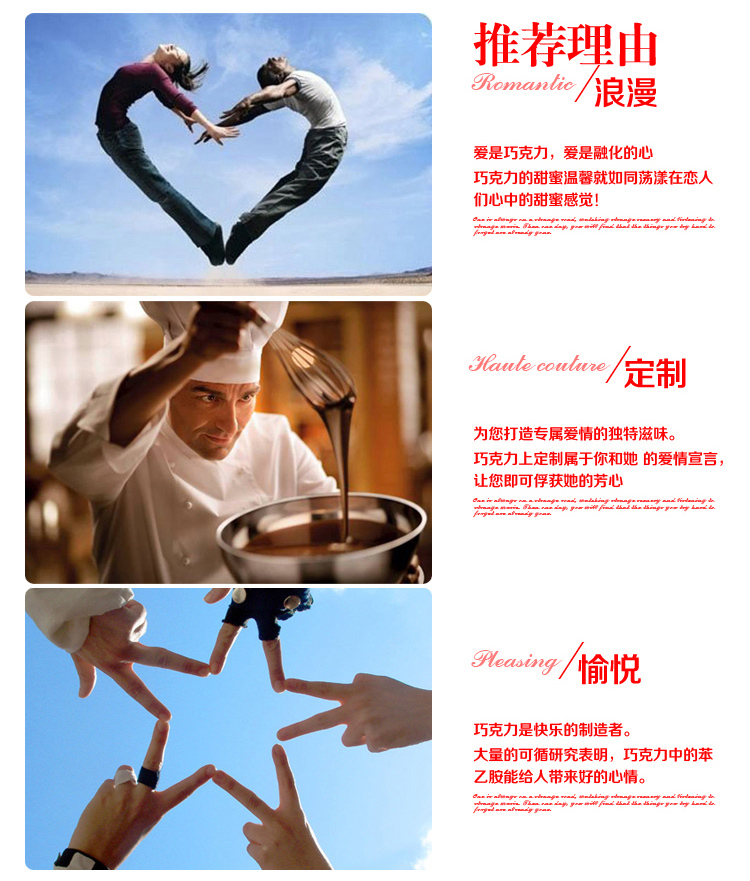 推荐理由
Romantic/浪漫
爱是巧克力，爱是融化的心
巧克力的甜蜜温馨就如同荡漾在恋人
们心中的甜蜜感觉！
One is always on a strange road, watching strange scenery and listening to
strange music. Then one day, you will find that the things you try hard to
forget are already gone.
Haute couture/定制
为您打造专属爱情的独特滋味。
巧克力上定制属于你和她 的爱情宣言，
让您即可俘获她的芳心
One is always on a strange road, watching strange scenery and listening to
strange music. Then one day, you will find that the things you try hard to
forget are already gone.
Pleasing/愉悦
巧克力是快乐的制造者。
大量的可循研究表明，巧克力中的苯
乙胺能给人带来好的心情。
One is always on a strange road, watching strange scenery and listening to
strange music. Then one day, you will find that the things you try hard to
forget are already gone.